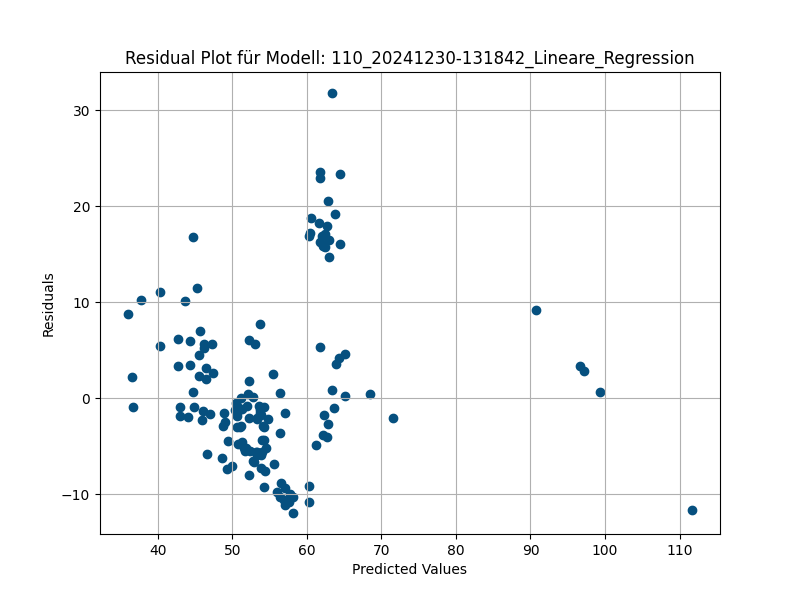 Residual Plot für Modell: 110_20241230-131842_Lineare_Regression
30
20
10
0
−10
Residuals
40 50 60 70 80 90 100 110
Predicted Values